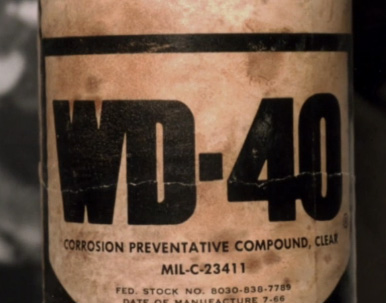 WD-40
CORROSION PREVENTATIVE COMPOUND, CLEAR
MIL-C-23411
FED. STOCK NO. 8030-838-7789
DATE OF MANUFACTURE 7-66